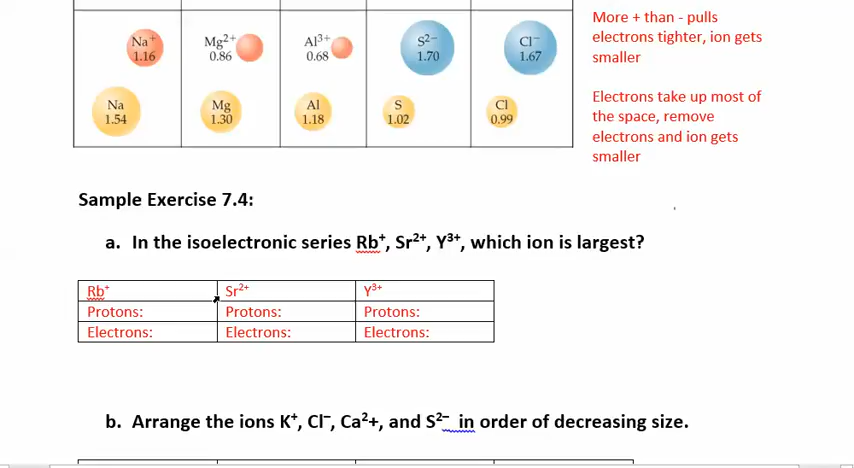 Na⁺ Mg²⁺ Al³⁺ S²⁻ Cl⁻
1.16 0.86 0.68 1.70 1.67
Na Mg Al S Cl
1.54 1.30 1.18 1.02 0.99
More + than - pulls
electrons tighter, ion gets
smaller
Electrons take up most of
the space, remove
electrons and ion gets
smaller
Sample Exercise 7.4:
a. In the isoelectronic series Rb⁺, Sr²⁺, Y³⁺, which ion is largest?
Rb⁺ Sr²⁺ Y³⁺
Protons: Protons: Protons:
Electrons: Electrons: Electrons:
b. Arrange the ions K⁺, Cl⁻, Ca²+, and S²⁻ in order of decreasing size.